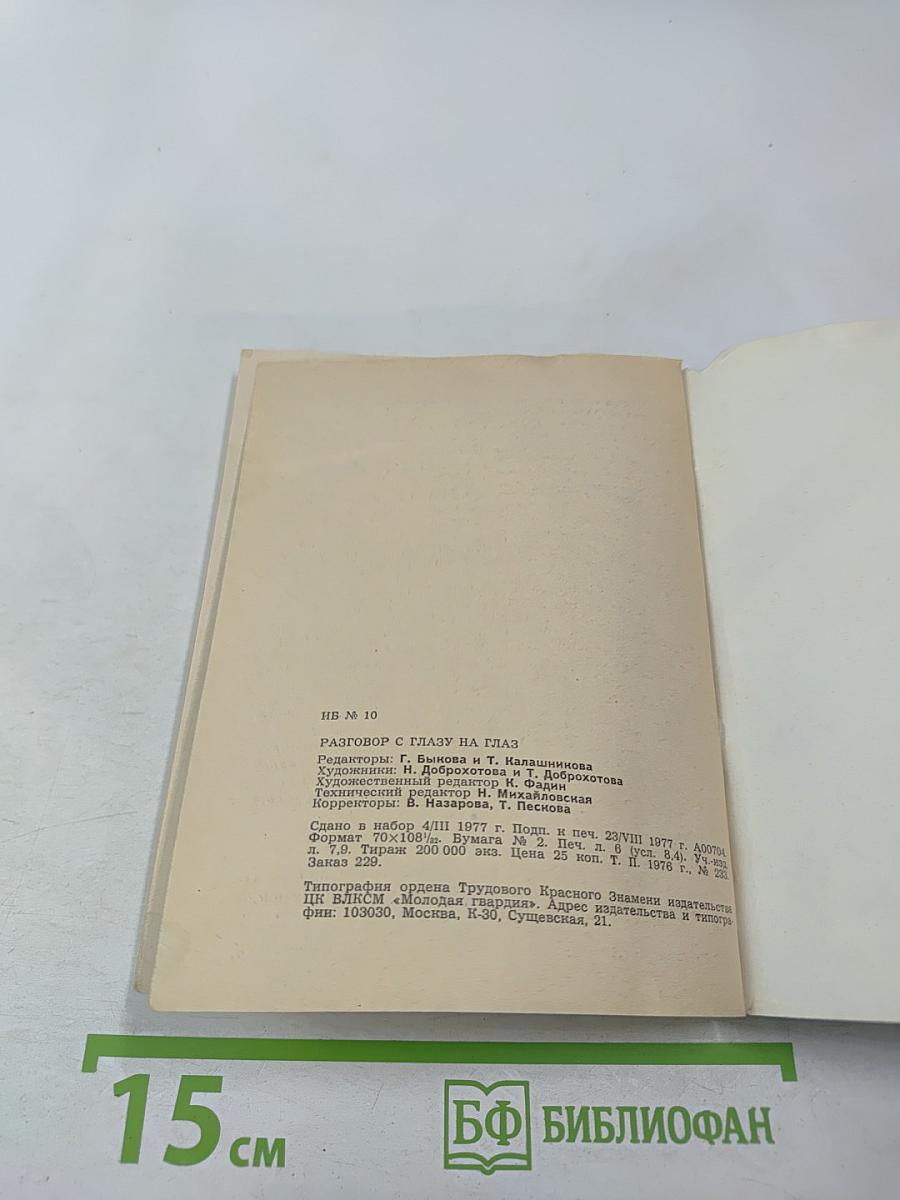 ИБ № 10
РАЗГОВОР С ГЛАЗУ НА ГЛАЗ
Редакторы: Г. Быкова и Т. Калашникова
Художники: Н. Доброхотова и Т. Доброхотова
Художественный редактор К. Фадин
Технический редактор Н. Михайловская
Корректоры: В. Назарова, Т. Пескова
Сдано в набор 4/III 1977 г. Подп. к печ. 23/VIII 1977 г. А00704.
Формат 70×108¹/₃₂. Бумага № 2. Печ. л. 6 (усл. 8,4). Уч.-изд.
л. 7,9. Тираж 200 000 экз. Цена 25 коп. Т. П. 1976 г., № 233.
Заказ 229.
Типография ордена Трудового Красного Знамени издательства
ЦК ВЛКСМ «Молодая гвардия». Адрес издательства и типогра-
фии: 103030, Москва, К-30, Сущевская, 21.
15 см
БФ БИБЛИОФАН